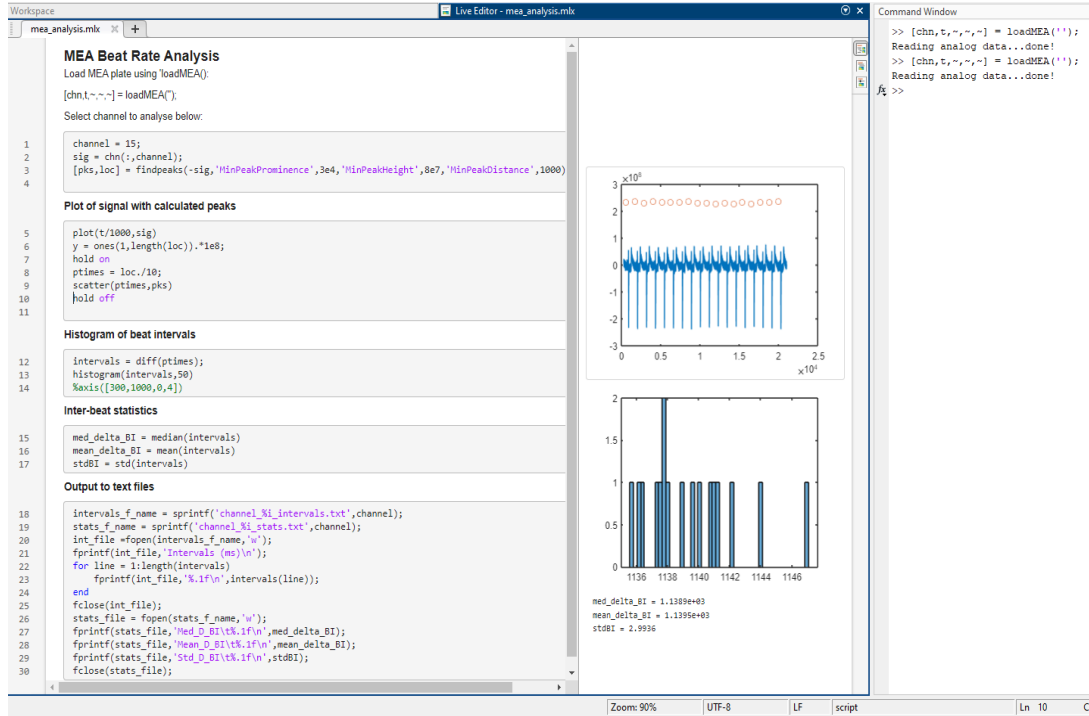 Workspace
Live Editor - mea_analysis.mlx
mea_analysis.mlx
MEA Beat Rate Analysis
Load MEA plate using 'loadMEA():
[chn,t,~,~,~] = loadMEA('');
Select channel to analyse below:
1 channel = 15;
2 sig = chn(:,channel);
3 [pks,loc] = findpeaks(-sig,'MinPeakProminence',3e4,'MinPeakHeight',8e7,'MinPeakDistance',1000)
4
Plot of signal with calculated peaks
5 plot(t/1000,sig)
6 y = ones(1,length(loc)).*1e8;
7 hold on
8 ptimes = loc./10;
9 scatter(ptimes,pks)
10 hold off
11
Histogram of beat intervals
12 intervals = diff(ptimes);
13 histogram(intervals,50)
14 %axis([300,1000,0,4])
Inter-beat statistics
15 med_delta_BI = median(intervals)
16 mean_delta_BI = mean(intervals)
17 stdBI = std(intervals)
Output to text files
18 intervals_f_name = sprintf('channel_%i_intervals.txt',channel);
19 stats_f_name = sprintf('channel_%i_stats.txt',channel);
20 int_file =fopen(intervals_f_name,'w');
21 fprintf(int_file,'Intervals (ms)\n');
22 for line = 1:length(intervals)
23 fprintf(int_file,'%.1f\n',intervals(line));
24 end
25 fclose(int_file);
26 stats_file = fopen(stats_f_name,'w');
27 fprintf(stats_file,'Med_D_BI\t%.1f\n',med_delta_BI);
28 fprintf(stats_file,'Mean_D_BI\t%.1f\n',mean_delta_BI);
29 fprintf(stats_file,'Std_D_BI\t%.1f\n',stdBI);
30 fclose(stats_file);
×10⁸
3
2
1
0
-1
-2
-3
0 0.5 1 1.5 2 2.5
×10⁴
2
1.5
1
0.5
0
1136 1138 1140 1142 1144 1146
med_delta_BI = 1.1389e+03
mean_delta_BI = 1.1395e+03
stdBI = 2.9936
Command Window
>> [chn,t,~,~,~] = loadMEA('');
Reading analog data...done!
>> [chn,t,~,~,~] = loadMEA('');
Reading analog data...done!
fx >>
Zoom: 90% UTF-8 LF script Ln 10 C